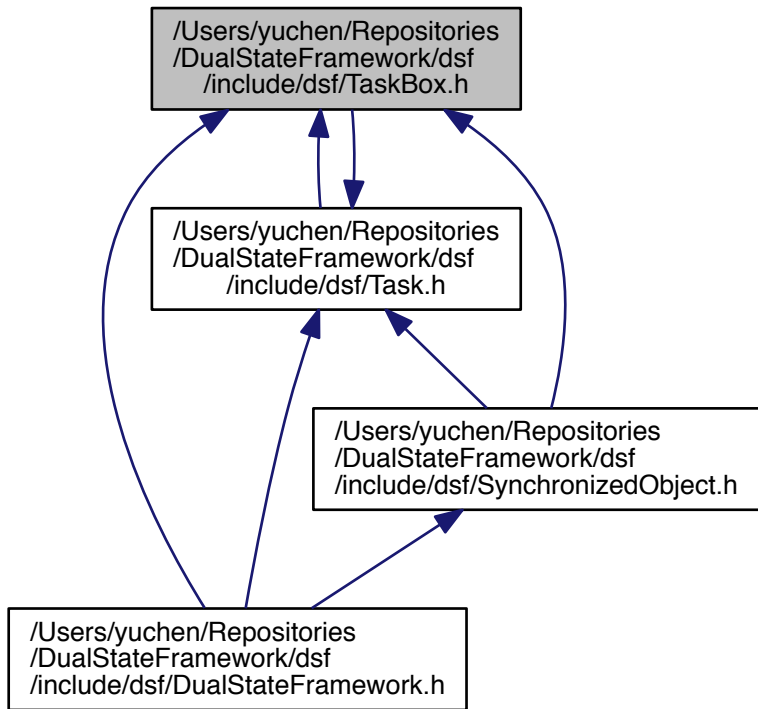 /Users/yuchen/Repositories
/DualStateFramework/dsf
/include/dsf/TaskBox.h
/Users/yuchen/Repositories
/DualStateFramework/dsf
/include/dsf/Task.h
/Users/yuchen/Repositories
/DualStateFramework/dsf
/include/dsf/SynchronizedObject.h
/Users/yuchen/Repositories
/DualStateFramework/dsf
/include/dsf/DualStateFramework.h